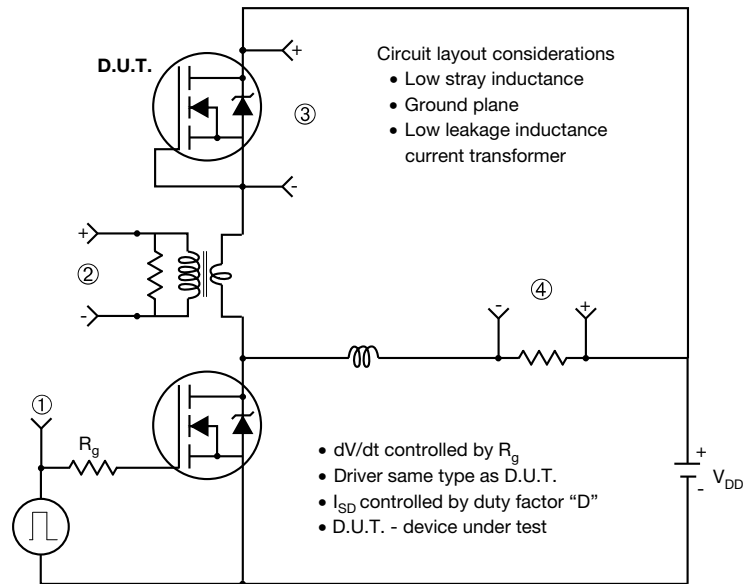 D.U.T.
+
-
③
Circuit layout considerations
• Low stray inductance
• Ground plane
• Low leakage inductance
current transformer
+
②
-
④
-
+
①
Rg
• dV/dt controlled by Rg
• Driver same type as D.U.T.
• ISD controlled by duty factor “D”
• D.U.T. - device under test
+
-
VDD